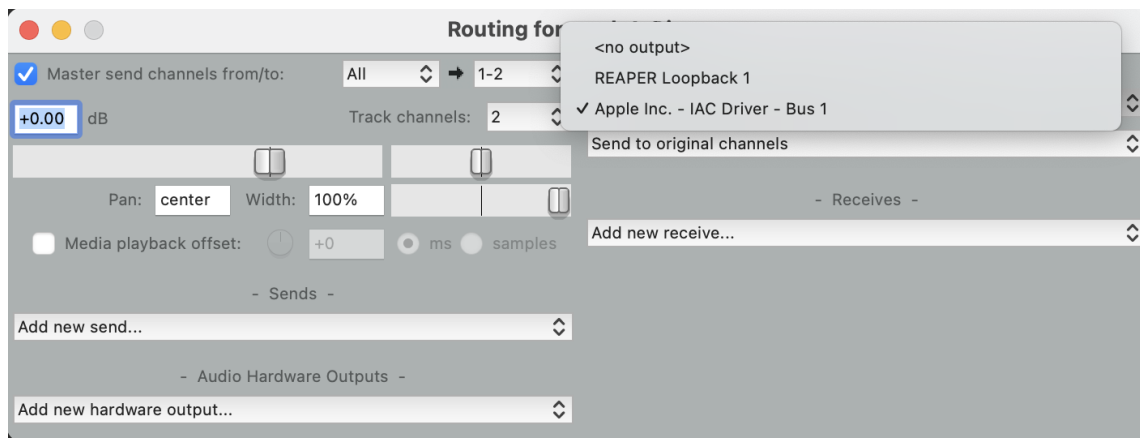 Routing for
<no output>
REAPER Loopback 1
✓ Apple Inc. - IAC Driver - Bus 1
Master send channels from/to: All → 1-2
+0.00 dB
Track channels: 2
Send to original channels
Pan: center Width: 100%
- Receives -
Add new receive...
Media playback offset: +0 ms samples
- Sends -
Add new send...
- Audio Hardware Outputs -
Add new hardware output...